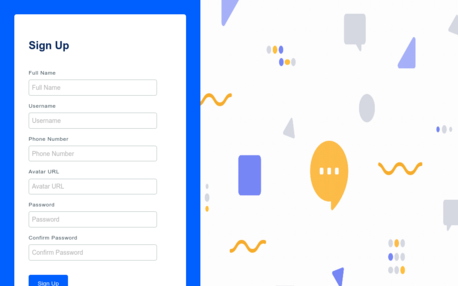 Sign Up
Full Name
Full Name
Username
Username
Phone Number
Phone Number
Avatar URL
Avatar URL
Password
Password
Confirm Password
Confirm Password
Sign Up